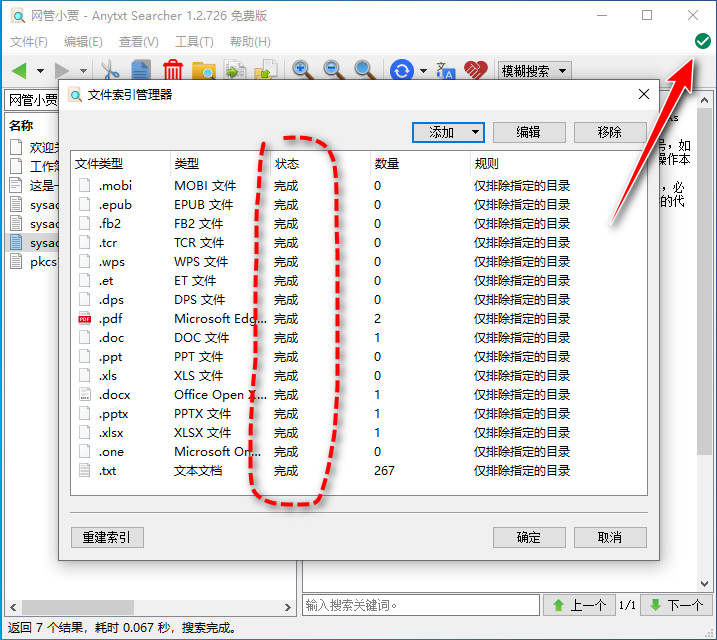 网管小贾 - Anytxt Searcher 1.2.726 免费版
文件(F) 编辑(E) 查看(V) 工具(T) 帮助(H)
模糊搜索
网管小贾
名称
欢迎
工作
这是一
sysa
sysa
sysa
pkcs
号，如
操作本
，必
的代
文件索引管理器
添加 编辑 移除
文件类型 类型 状态 数量 规则
.mobi MOBI 文件 完成 0 仅排除指定的目录
.epub EPUB 文件 完成 0 仅排除指定的目录
.fb2 FB2 文件 完成 0 仅排除指定的目录
.tcr TCR 文件 完成 0 仅排除指定的目录
.wps WPS 文件 完成 0 仅排除指定的目录
.et ET 文件 完成 0 仅排除指定的目录
.dps DPS 文件 完成 0 仅排除指定的目录
.pdf Microsoft Edg... 完成 2 仅排除指定的目录
.doc DOC 文件 完成 1 仅排除指定的目录
.ppt PPT 文件 完成 0 仅排除指定的目录
.xls XLS 文件 完成 0 仅排除指定的目录
.docx Office Open X... 完成 1 仅排除指定的目录
.pptx PPTX 文件 完成 1 仅排除指定的目录
.xlsx XLSX 文件 完成 1 仅排除指定的目录
.one Microsoft On... 完成 0 仅排除指定的目录
.txt 文本文档 完成 267 仅排除指定的目录
重建索引 确定 取消
输入搜索关键词。 上一个 1/1 下一个
返回 7 个结果，耗时 0.067 秒，搜索完成。